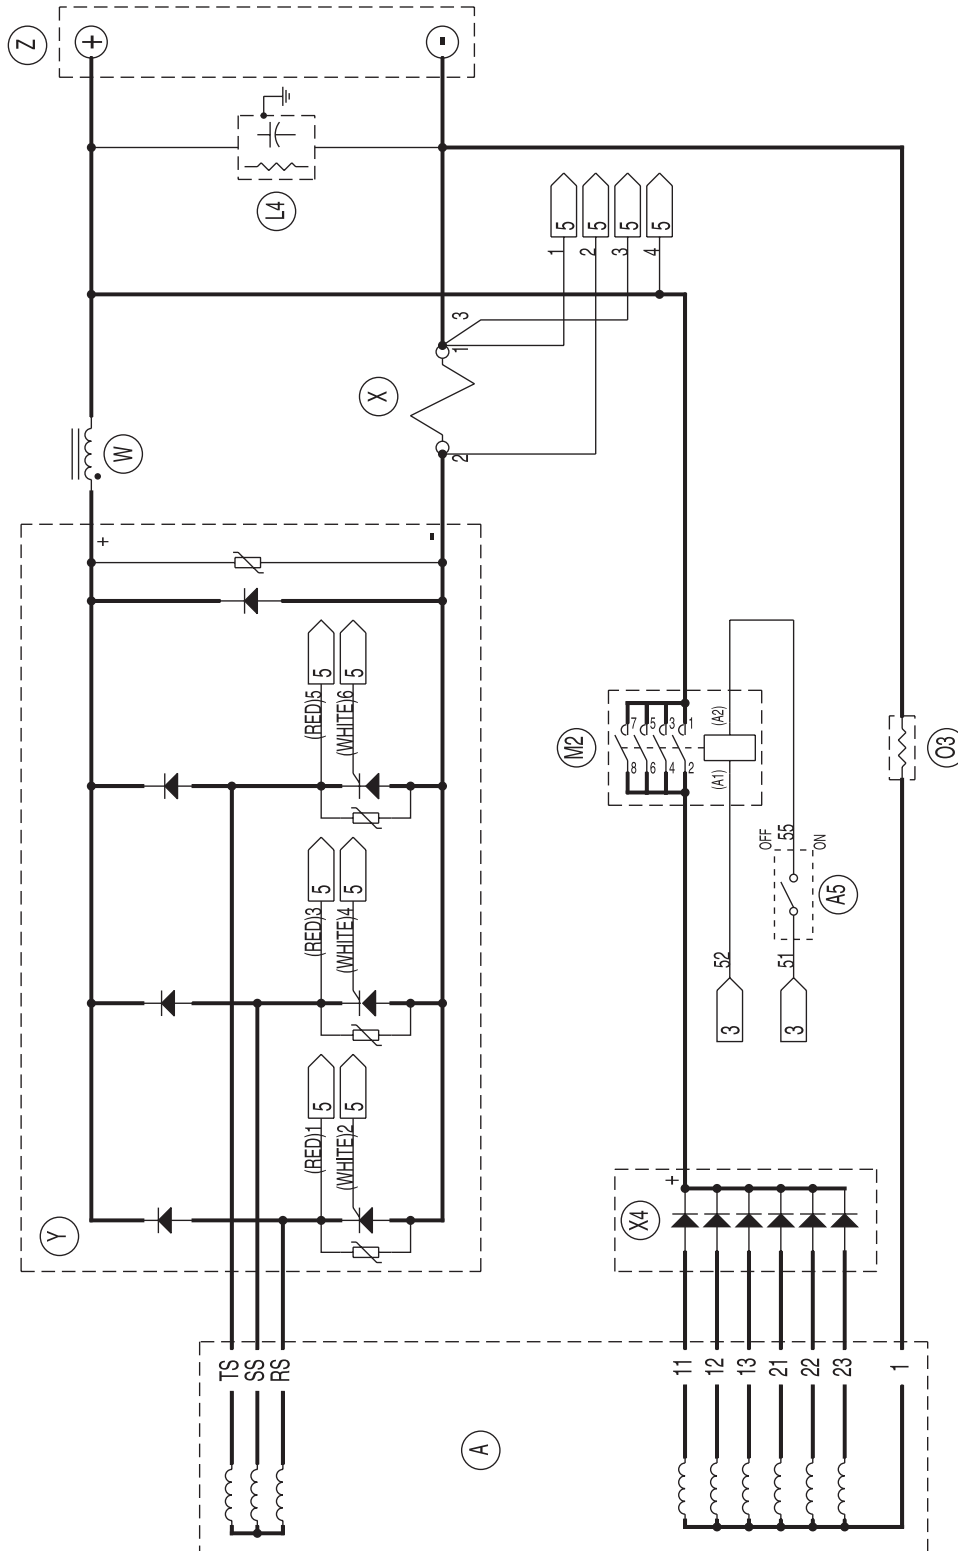 Z
+
-
L4
1
5
2
5
3
5
4
5
3
1
X
2
W
+
-
(RED)5
5
(WHITE)6
5
(RED)3
5
(WHITE)4
5
(RED)1
5
(WHITE)2
5
Y
M2
7
5
3
1
8
6
4
2
(A2)
(A1)
O3
OFF
55
ON
A5
52
51
3
3
+
X4
TS
SS
RS
A
11
12
13
21
22
23
1